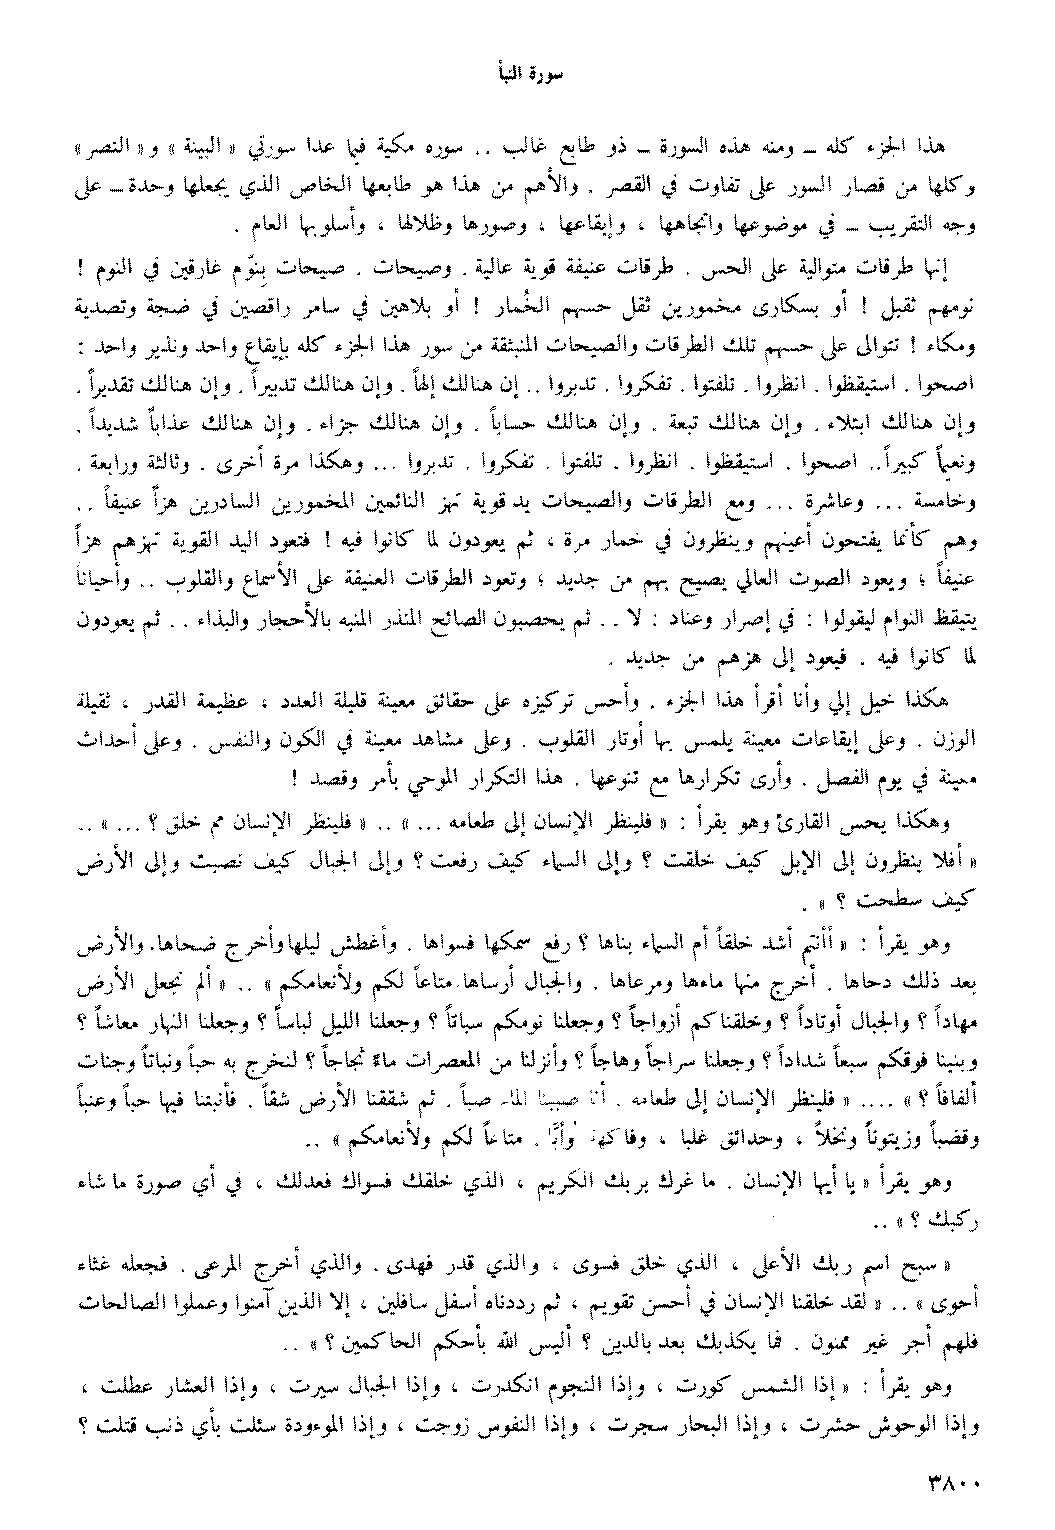 سورة النبأ
هذا الجزء كله – ومنه هذه السورة – ذو طابع غالب .. سوره مكية فيما عدا سورتي « البينة » و « النصر »
وكلها من قصار السور على تفاوت في القصر . والأهم من هذا هو طابعها الخاص الذي يجعلها وحدة – على
وجه التقريب – في موضوعها واتجاهها ، وإيقاعها ، وصورها وظلالها ، وأسلوبها العام .
إنها طرقات متوالية على الحس . طرقات عنيفة قوية عالية . وصيحات . صيحات بِنوّم غارقين في النوم !
نومهم ثقيل ! أو بسكارى مخمورين ثقل حسهم الخُمار ! أو بلاهين في سامر راقصين في ضجة وتصدية
ومكاء ! تتوالى على حسهم تلك الطرقات والصيحات المنبثقة من سور هذا الجزء كله بإيقاع واحد ونذير واحد :
اصحوا . استيقظوا . انظروا . تلفتوا . تفكروا . تدبروا .. إن هنالك إلهاً . وإن هنالك تدبيراً . وإن هنالك تقديراً .
وإن هنالك ابتلاء . وإن هنالك تبعة . وإن هنالك حساباً . وإن هنالك جزاء . وإن هنالك عذاباً شديداً .
ونعيماً كبيراً .. اصحوا . استيقظوا . انظروا . تلفتوا . تفكروا . تدبروا ... وهكذا مرة أخرى . وثالثة ورابعة .
وخامسة ... وعاشرة ... ومع الطرقات والصيحات يد قوية تهز النائمين المخمورين السادرين هزاً عنيفاً ..
وهم كأنما يفتحون أعينهم وينظرون في خمار مرة ، ثم يعودون لما كانوا فيه ! فتعود اليد القوية تهزهم هزاً
عنيفاً ؛ ويعود الصوت العالي يصيح بهم من جديد ؛ وتعود الطرقات العنيفة على الأسماع والقلوب .. وأحياناً
يتيقظ النوام ليقولوا : في إصرار وعناد : لا .. ثم يحصبون الصائح المنذر المنبه بالأحجار والبذاء .. ثم يعودون
لما كانوا فيه . فيعود إلى هزهم من جديد .
هكذا خيل إلي وأنا أقرأ هذا الجزء . وأحس تركيزه على حقائق معينة قليلة العدد ، عظيمة القدر ، ثقيلة
الوزن . وعلى إيقاعات معينة يلمس بها أوتار القلوب . وعلى مشاهد معينة في الكون والنفس . وعلى أحداث
معينة في يوم الفصل . وأرى تكرارها مع تنوعها . هذا التكرار الموحي بأمر وقصد !
وهكذا يحس القارئ وهو يقرأ : « فلينظر الإنسان إلى طعامه ... » .. « فلينظر الإنسان مم خلق ؟ ... » ..
« أفلا ينظرون إلى الإبل كيف خلقت ؟ وإلى السماء كيف رفعت ؟ وإلى الجبال كيف نصبت وإلى الأرض
كيف سطحت ؟ » .
وهو يقرأ : « أأنتم أشد خلقاً أم السماء بناها ؟ رفع سمكها فسواها . وأغطش ليلها وأخرج ضحاها . والأرض
بعد ذلك دحاها . أخرج منها ماءها ومرعاها . والجبال أرساها . متاعاً لكم ولأنعامكم » .. « ألم نجعل الأرض
مهاداً ؟ والجبال أوتاداً ؟ وخلقناكم أزواجاً ؟ وجعلنا نومكم سباتاً ؟ وجعلنا الليل لباساً ؟ وجعلنا النهار معاشاً ؟
وبنينا فوقكم سبعاً شداداً ؟ وجعلنا سراجاً وهاجاً ؟ وأنزلنا من المعصرات ماءً ثجاجاً ؟ لنخرج به حباً ونباتاً وجنات
ألفافاً ؟ » .... « فلينظر الإنسان إلى طعامه . أنا صببنا الماء صباً . ثم شققنا الأرض شقاً . فأنبتنا فيها حباً وعنباً
وقضباً وزيتوناً ونخلاً ، وحدائق غلبا ، وفاكهة وأبّاً . متاعاً لكم ولأنعامكم » ..
وهو يقرأ « يا أيها الإنسان . ما غرك بربك الكريم ، الذي خلقك فسواك فعدلك ، في أي صورة ما شاء
ركبك ؟ » ..
« سبح اسم ربك الأعلى ، الذي خلق فسوى ، والذي قدر فهدى . والذي أخرج المرعى . فجعله غثاء
أحوى » .. « لقد خلقنا الإنسان في أحسن تقويم ، ثم رددناه أسفل سافلين ، إلا الذين آمنوا وعملوا الصالحات
فلهم أجر غير ممنون . فما يكذبك بعد بالدين ؟ أليس الله بأحكم الحاكمين ؟ » ..
وهو يقرأ : « إذا الشمس كورت ، وإذا النجوم انكدرت ، وإذا الجبال سيرت ، وإذا العشار عطلت ،
وإذا الوحوش حشرت ، وإذا البحار سجرت ، وإذا النفوس زوجت ، وإذا الموءودة سئلت بأي ذنب قتلت ؟
٣٨٠٠